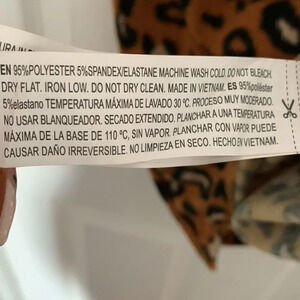 EN 95%POLYESTER 5%SPANDEX/ELASTANE MACHINE WASH COLD. DO NOT BLEACH.
DRY FLAT. IRON LOW. DO NOT DRY CLEAN. MADE IN VIETNAM. ES 95%poliéster
5%elastano TEMPERATURA MÁXIMA DE LAVADO 30 ºC. PROCESO MUY MODERADO.
NO USAR BLANQUEADOR. SECADO EXTENDIDO. PLANCHAR A UNA TEMPERATURA
MÁXIMA DE LA BASE DE 110 ºC, SIN VAPOR. PLANCHAR CON VAPOR PUEDE
CAUSAR DAÑO IRREVERSIBLE. NO LIMPIEZA EN SECO. HECHO EN VIETNAM.